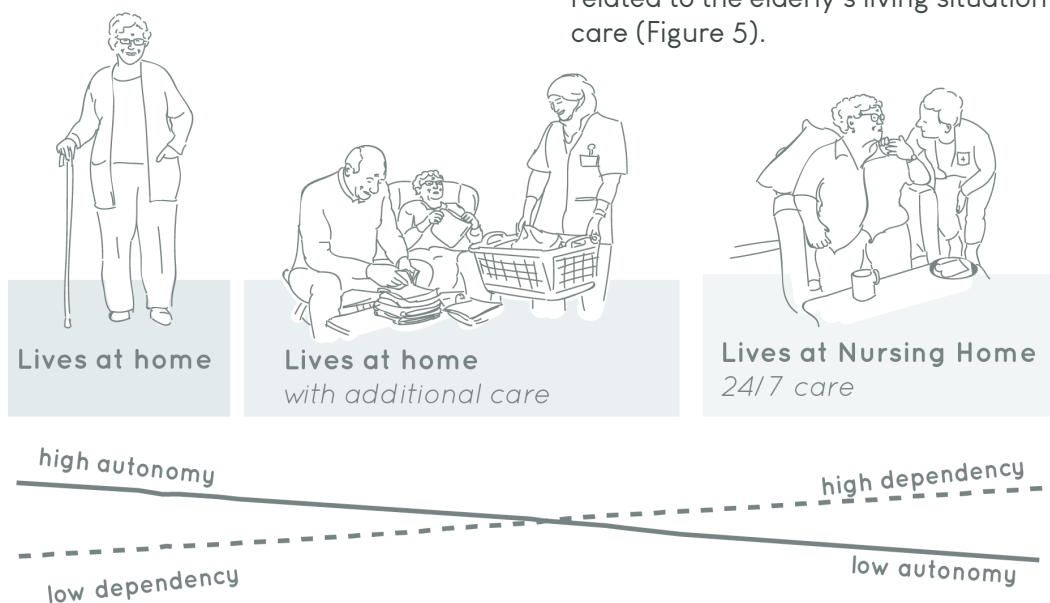 related to the elderly's living situation
care (Figure 5).
Lives at home
Lives at home
with additional care
Lives at Nursing Home
24/7 care
high autonomy
high dependency
low dependency
low autonomy